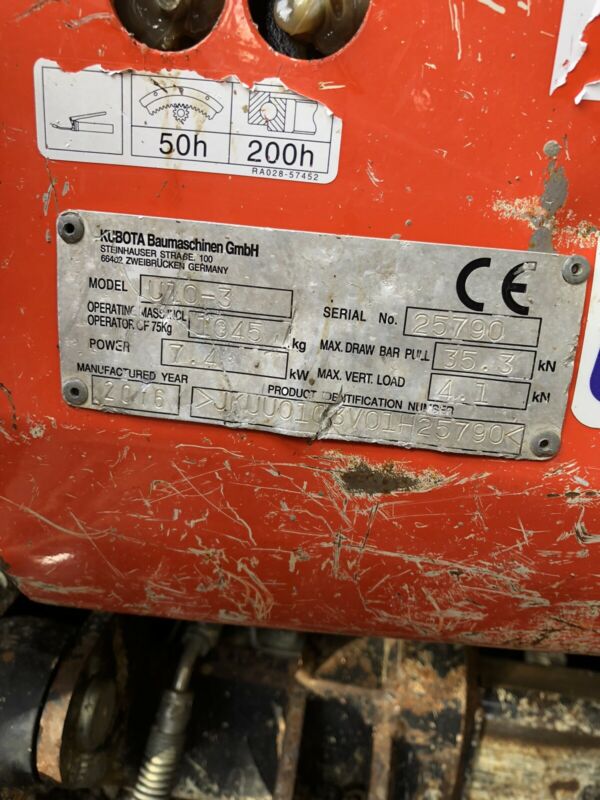 50h 200h
RA028-57452
KUBOTA Baumaschinen GmbH
STEINHAUSER STRAßE, 100
66482 ZWEIBRÜCKEN GERMANY
CE
MODEL U10-3
SERIAL No. 25790
OPERATING MASS INCL
OPERATOR OF 75Kg 1045 kg
MAX. DRAW BAR PULL 35.3 kN
POWER 7.4 kW
MAX. VERT. LOAD 4.1 kN
MANUFACTURED YEAR
2016
PRODUCT IDENTIFICATION NUMBER
>JKUU0103V01H25790<